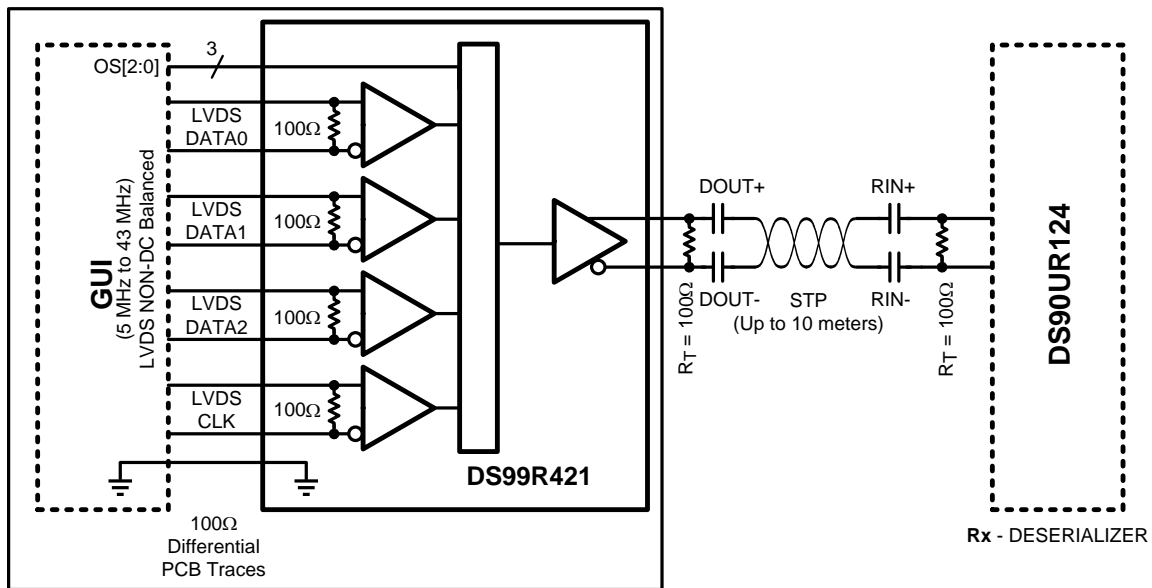 GUI
(5 MHz to 43 MHz)
LVDS NON-DC Balanced
OS[2:0]
3
LVDS
DATA0
100Ω
LVDS
DATA1
100Ω
LVDS
DATA2
100Ω
LVDS
CLK
100Ω
DS99R421
100Ω
Differential
PCB Traces
RT = 100Ω
DOUT+
DOUT-
STP
(Up to 10 meters)
RIN+
RIN-
RT = 100Ω
DS90UR124
Rx - DESERIALIZER